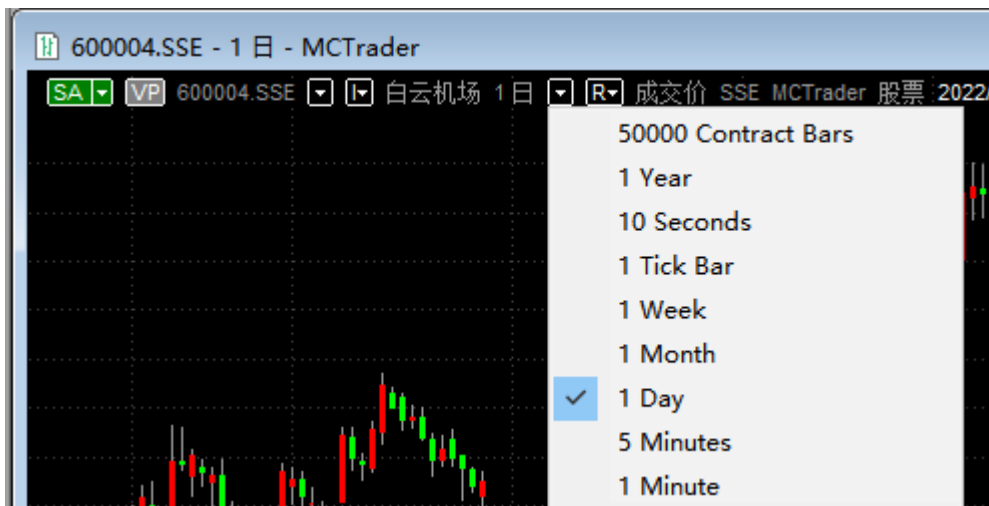 600004.SSE - 1 日 - MCTrader
SA VP 600004.SSE I 白云机场 1 日 R 成交价 SSE MCTrader 股票 2022/
50000 Contract Bars
1 Year
10 Seconds
1 Tick Bar
1 Week
1 Month
1 Day
5 Minutes
1 Minute